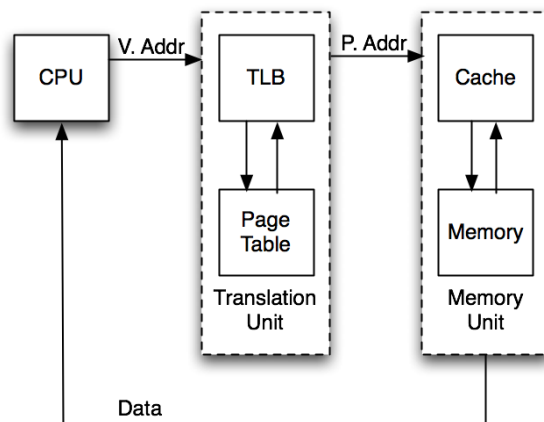 V. Addr
P. Addr
CPU
TLB
Cache
Page
Table
Memory
Translation
Unit
Memory
Unit
Data